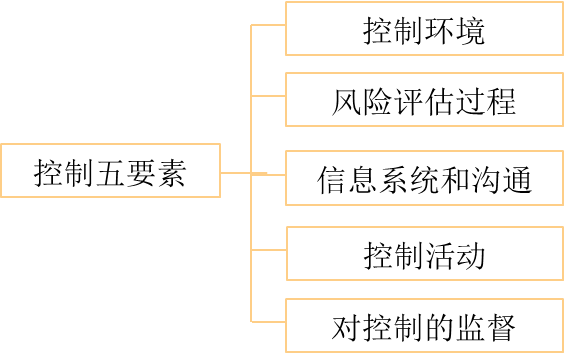 控制五要素
控制环境
风险评估过程
信息系统和沟通
控制活动
对控制的监督